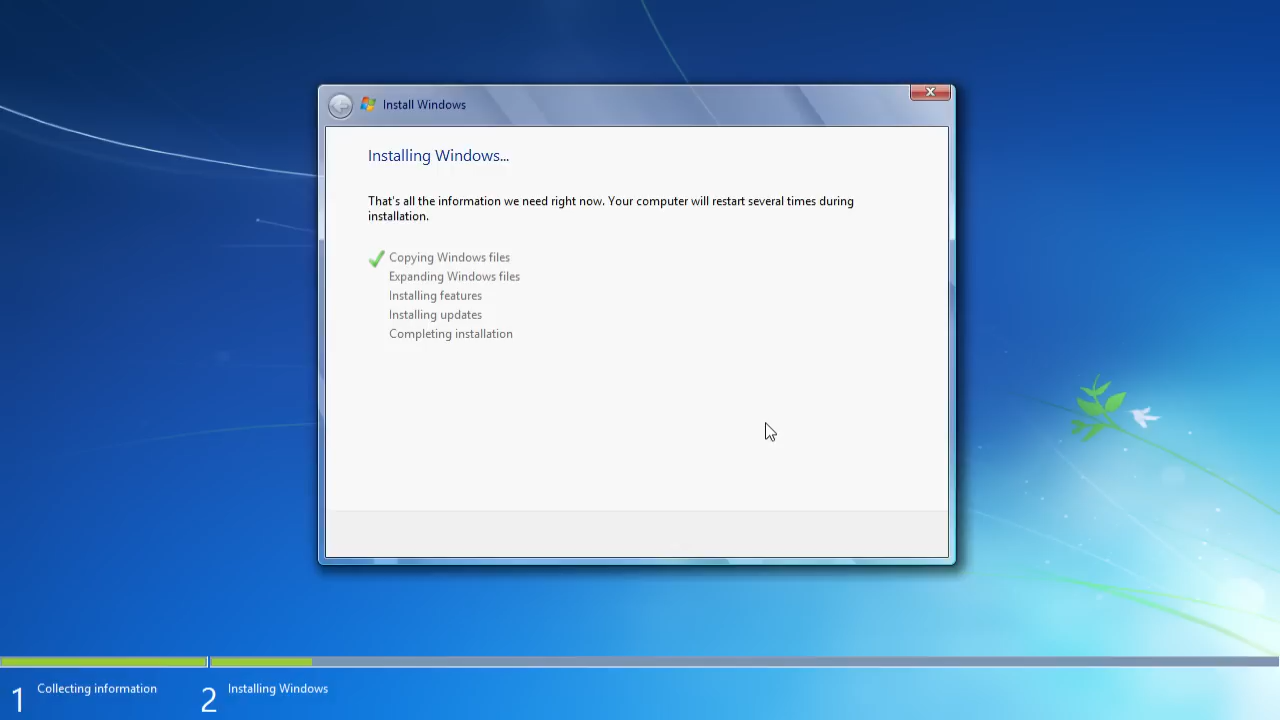 Install Windows
Installing Windows...
That's all the information we need right now. Your computer will restart several times during
installation.
Copying Windows files
Expanding Windows files
Installing features
Installing updates
Completing installation
1 Collecting information
2 Installing Windows